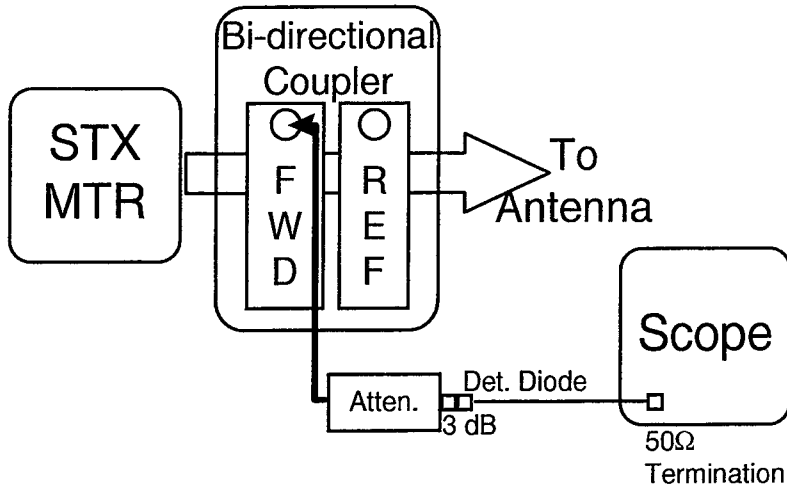 Bi-directional
Coupler
STX
MTR
F
W
D
R
E
F
To
Antenna
Scope
Atten.
3 dB
Det. Diode
50Ω
Termination